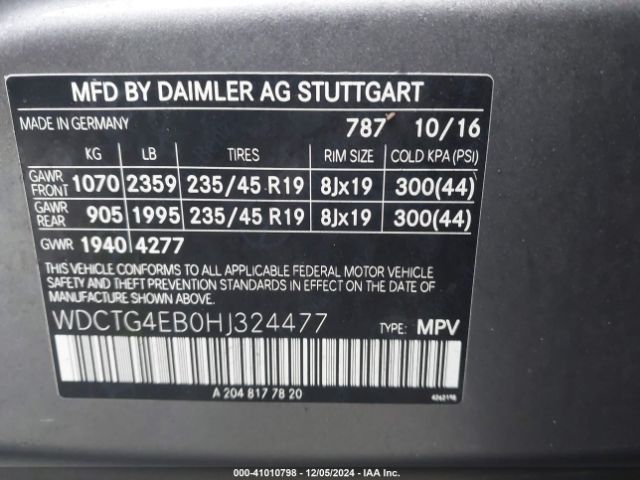 MFD BY DAIMLER AG STUTTGART
MADE IN GERMANY 787 10/16
KG LB TIRES RIM SIZE COLD KPA (PSI)
GAWR FRONT 1070 2359 235/45 R19 8Jx19 300(44)
GAWR REAR 905 1995 235/45 R19 8Jx19 300(44)
GVWR 1940 4277
THIS VEHICLE CONFORMS TO ALL APPLICABLE FEDERAL MOTOR VEHICLE
SAFETY AND THEFT PREVENTION STANDARDS IN EFFECT ON THE DATE OF
MANUFACTURE SHOWN ABOVE.
WDCTG4EB0HJ324477 TYPE: MPV
A 204 817 78 20 4262198
000-41010798 - 12/05/2024 - IAA Inc.